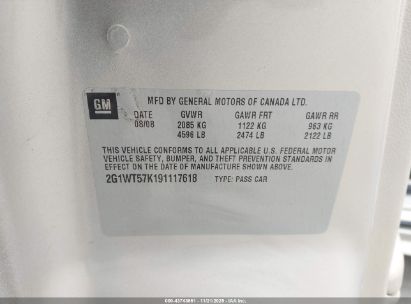 GM
MFD BY GENERAL MOTORS OF CANADA LTD.
DATE GVWR GAWR FRT GAWR RR
08/08 2085 KG 1122 KG 963 KG
4596 LB 2474 LB 2122 LB
THIS VEHICLE CONFORMS TO ALL APPLICABLE U.S. FEDERAL MOTOR
VEHICLE SAFETY, BUMPER, AND THEFT PREVENTION STANDARDS IN
EFFECT ON THE DATE OF MANUFACTURE SHOWN ABOVE.
2G1WT57K191117618 TYPE: PASS CAR